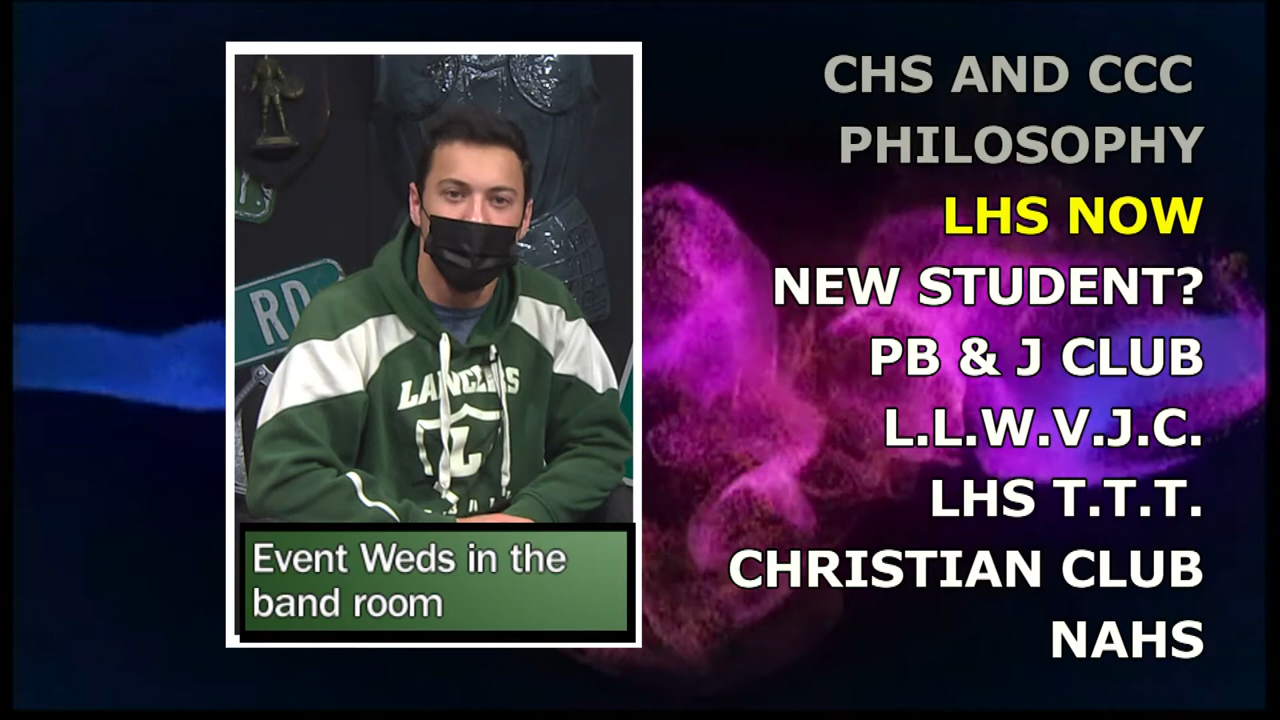 CHS AND CCC
PHILOSOPHY
LHS NOW
NEW STUDENT?
PB & J CLUB
L.L.W.V.J.C.
LHS T.T.T.
CHRISTIAN CLUB
NAHS
RD
LANCERS
L
Event Weds in the
band room